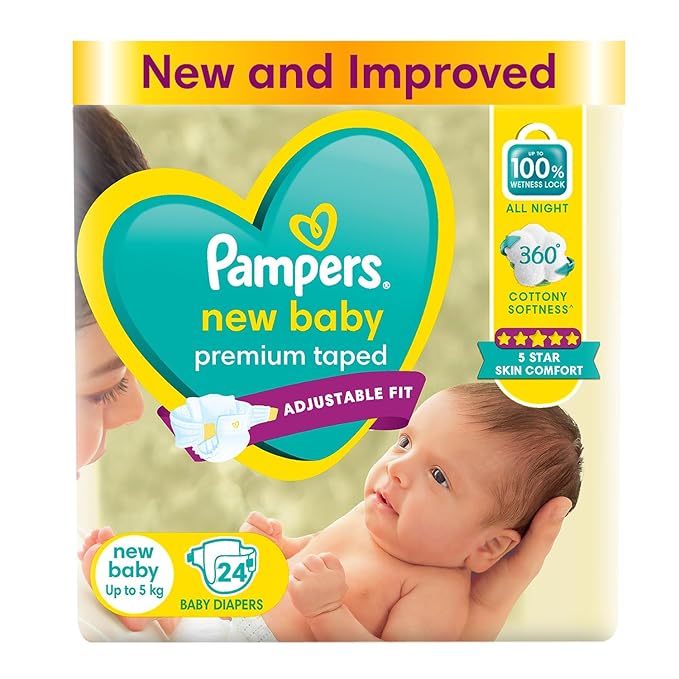 New and Improved
Pampers®
new baby
premium taped
ADJUSTABLE FIT
UP TO
100%
WETNESS LOCK
ALL NIGHT
360°
COTTONY
SOFTNESS^
5 STAR
SKIN COMFORT
new
baby
Up to 5 kg
24
BABY DIAPERS